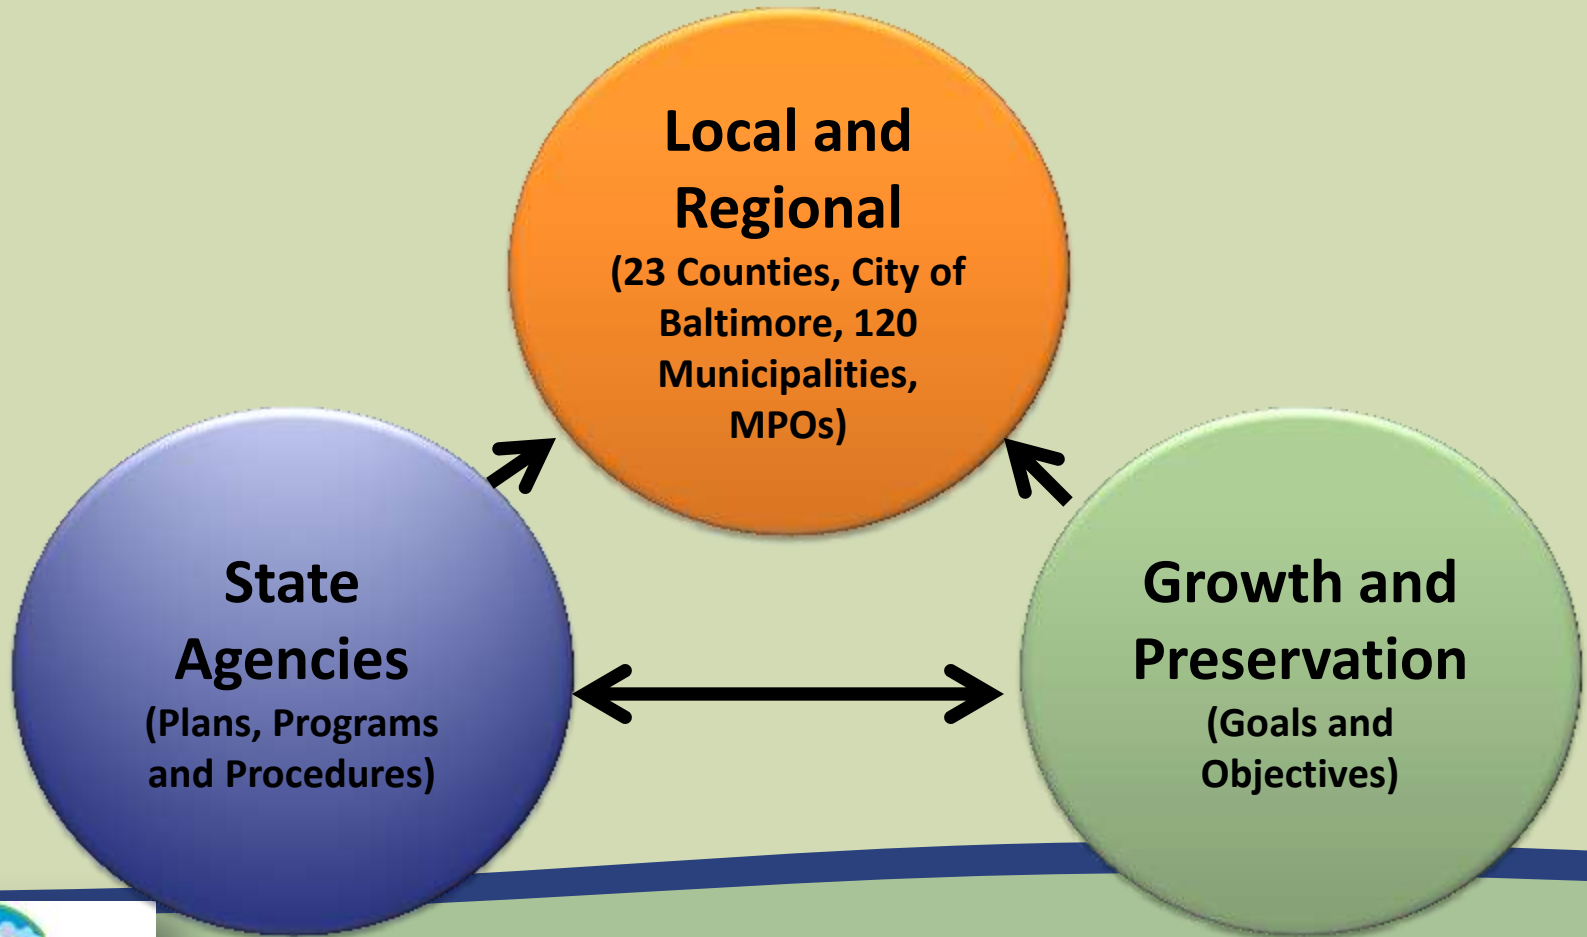 Local and
Regional
(23 Counties, City of
Baltimore, 120
Municipalities,
MPOs)
State
Agencies
(Plans, Programs
and Procedures)
Growth and
Preservation
(Goals and
Objectives)